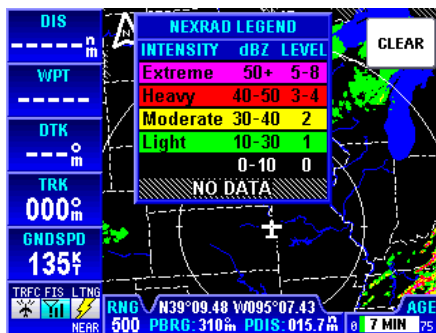 DIS
-----nm
WPT
-----
DTK
---°m
TRK
000°m
GNDSPD
135KT
TRFC FIS LTNG
NEAR
NEXRAD LEGEND
INTENSITY dBZ LEVEL
Extreme 50+ 5-8
Heavy 40-50 3-4
Moderate 30-40 2
Light 10-30 1
0-10 0
NO DATA
CLEAR
RNG N39°09.48 W095°07.43 AGE
500 PBRG:310°m PDIS:015.7nm 0 7 MIN 75